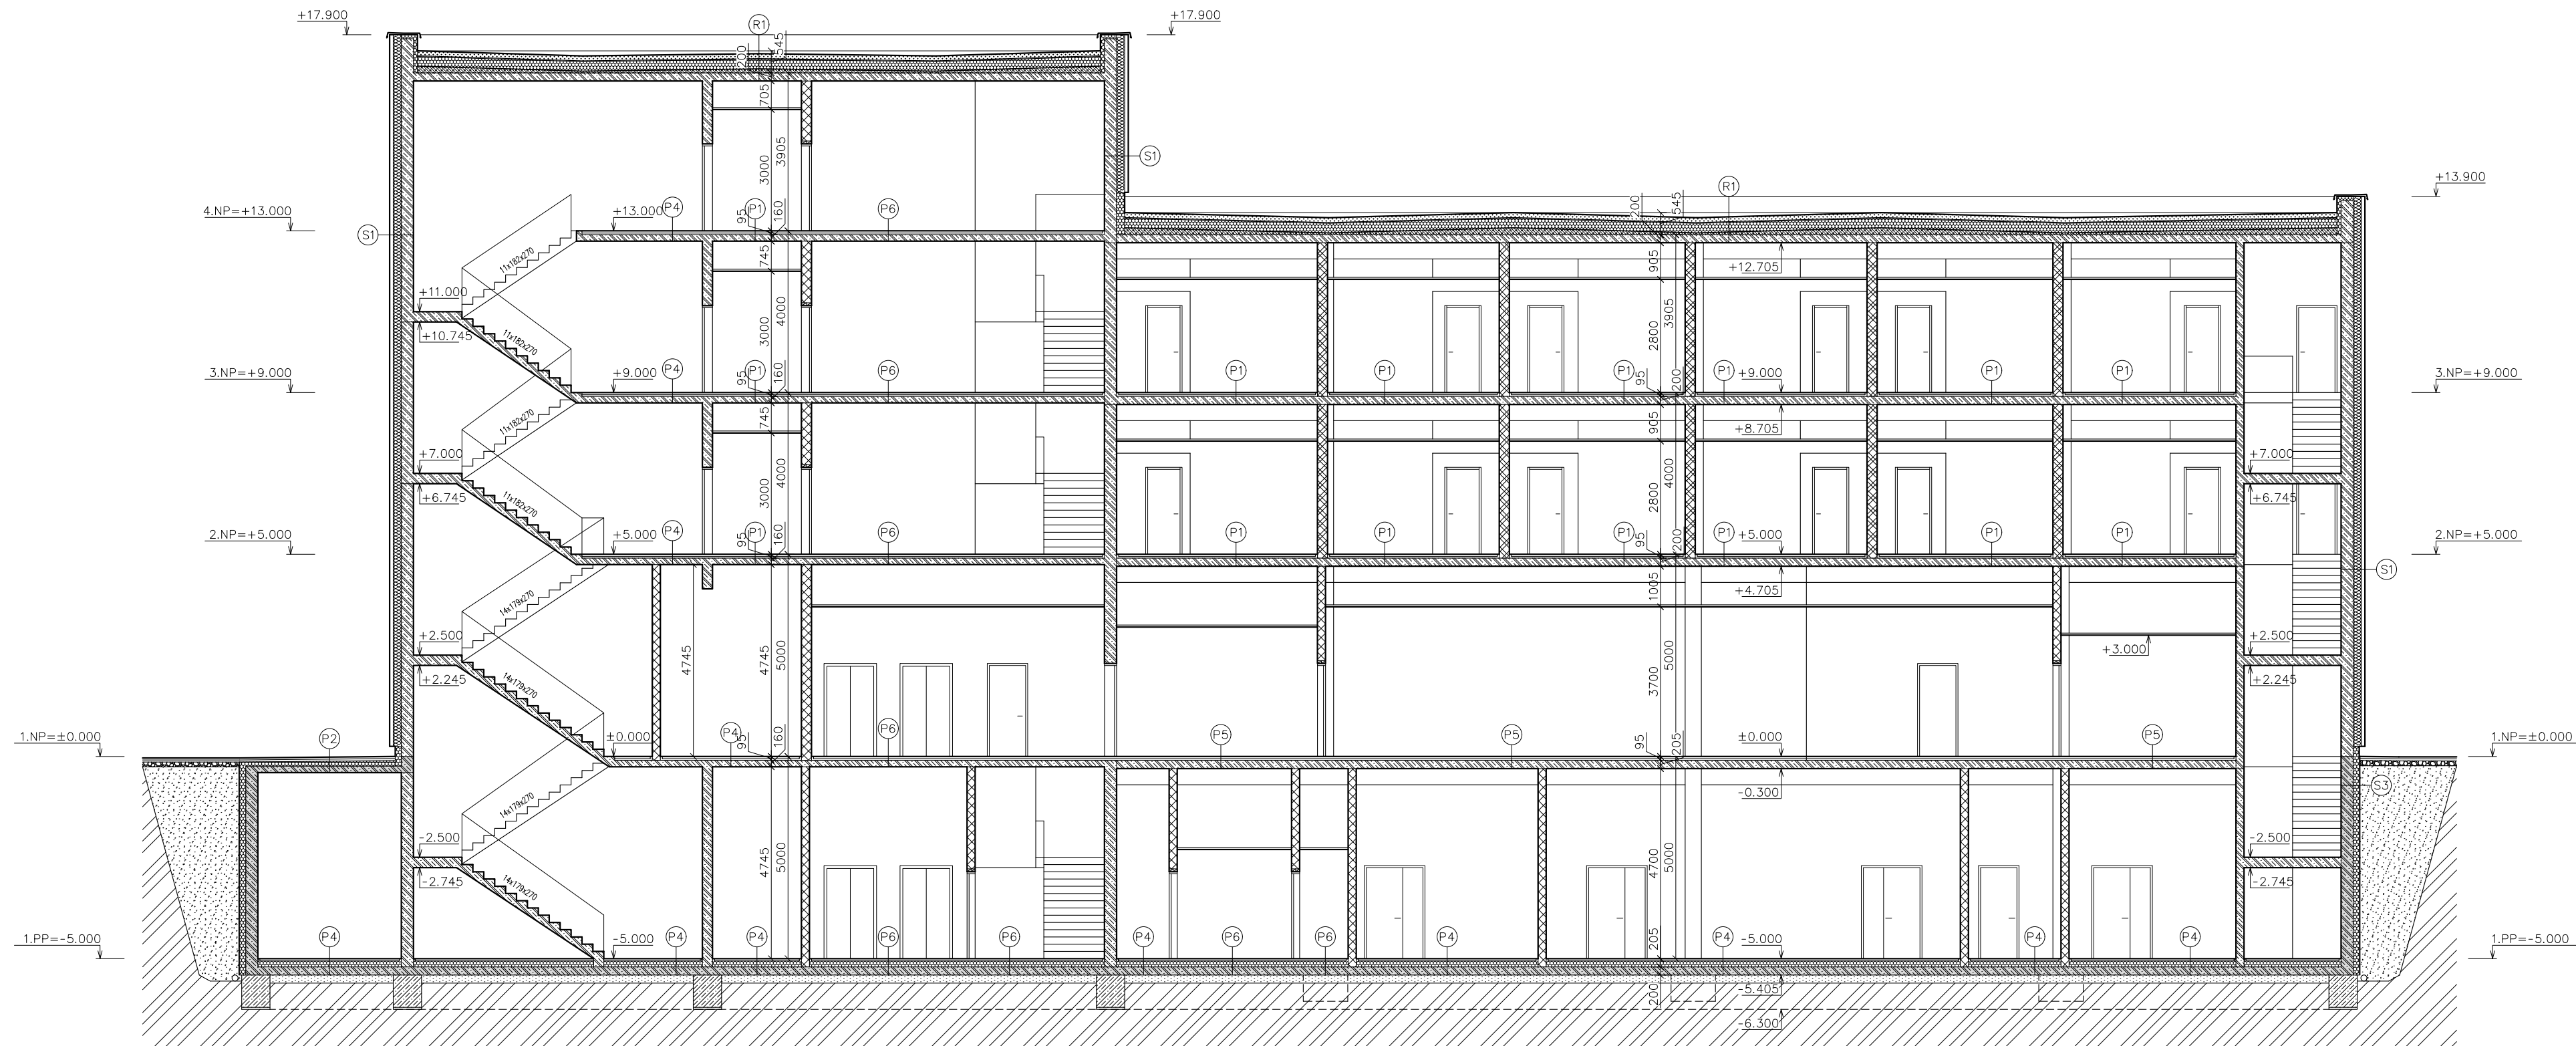 +17.900
+17.900
R1
200
545
705
3905
3000
S1
+13.900
R1
200
545
4.NP=+13.000
S1
+13.000
P4
95
P1
160
P6
11x182x270
745
905
+12.705
+11.000
+10.745
11x182x270
4000
3000
3905
2800
3.NP=+9.000
+9.000
P4
95
P1
160
P6
P1
P1
P1
95
200
P1
+9.000
P1
P1
3.NP=+9.000
11x182x270
745
905
+8.705
+7.000
+6.745
11x182x270
4000
3000
4000
2800
+7.000
+6.745
2.NP=+5.000
+5.000
P4
95
P1
160
P6
P1
P1
P1
95
200
P1
+5.000
P1
P1
2.NP=+5.000
S1
14x179x270
1005
+4.705
+2.500
+2.245
14x179x270
4745
4745
5000
3700
5000
+3.000
+2.500
+2.245
1.NP=±0.000
P2
±0.000
P4
95
P6
160
P5
P5
95
205
±0.000
P5
1.NP=±0.000
14x179x270
-0.300
S3
-2.500
-2.745
14x179x270
4745
5000
4700
5000
-2.500
-2.745
1.PP=-5.000
P4
-5.000
P4
P4
P6
P6
P4
P6
P6
P4
205
P4
-5.000
P4
P4
1.PP=-5.000
200
-5.405
-6.300